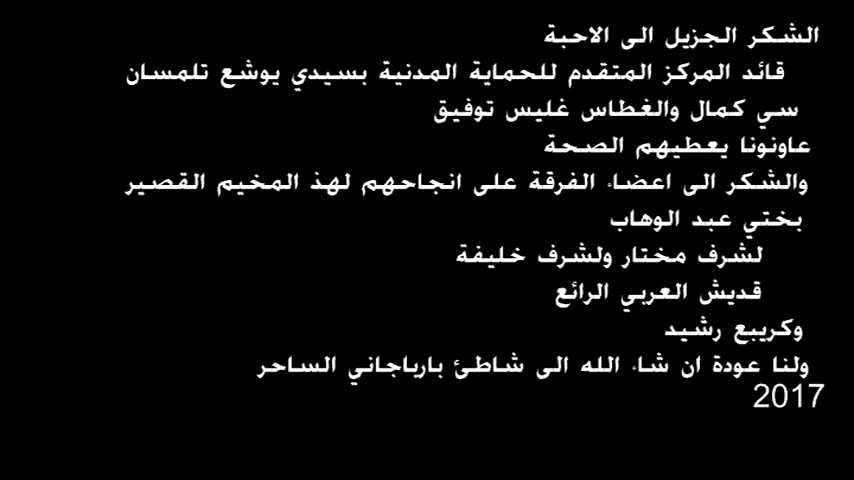 الشكر الجزيل الى الاحبة
قائد المركز المتقدم للحماية المدنية بسيدي يوشع تلمسان
سي كمال والغطاس غليس توفيق
عاونونا يعطيهم الصحة
والشكر الى اعضاء الفرقة على انجاحهم لهذ المخيم القصير
بختي عبد الوهاب
لشرف مختار ولشرف خليفة
قديش العربي الرائع
وكريبع رشيد
ولنا عودة ان شاء الله الى شاطئ بارباجاني الساحر
2017